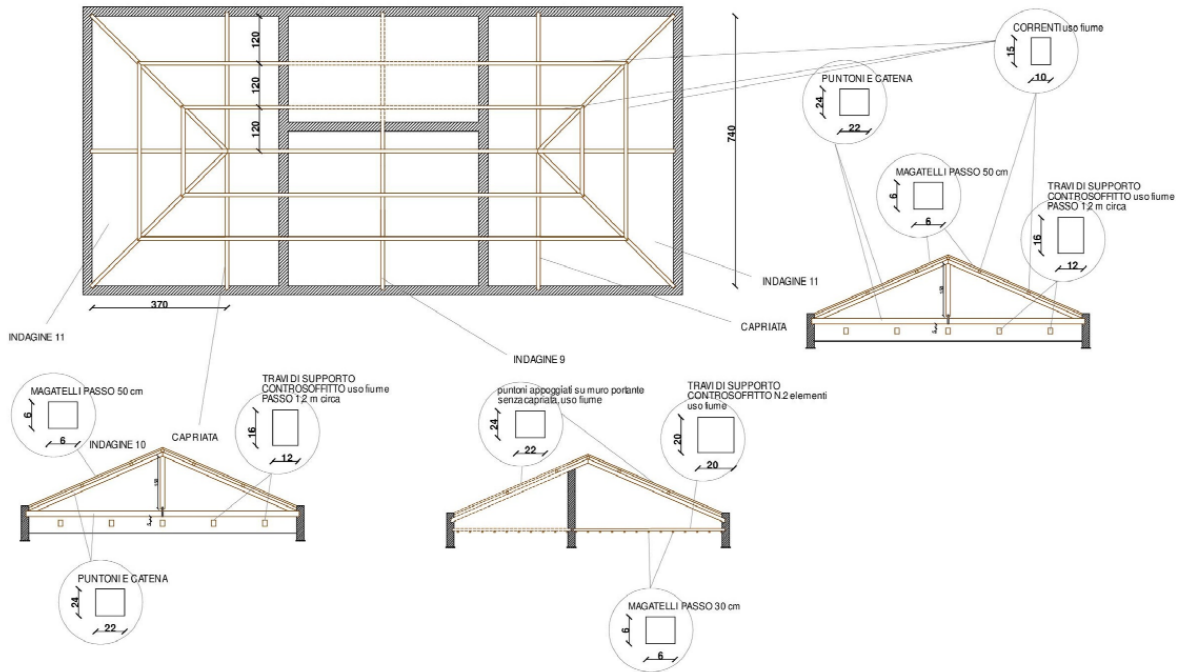 120
120
120
740
370
INDAGINE 11
INDAGINE 11
CAPRIATA
INDAGINE 9
CORRENTI uso fiume
15
10
PUNTONI E CATENA
24
22
MAGATELLI PASSO 50 cm
6
6
TRAVI DI SUPPORTO
CONTROSOFFITTO uso fiume
PASSO 1,2 m circa
16
12
MAGATELLI PASSO 50 cm
6
6
INDAGINE 10
CAPRIATA
TRAVI DI SUPPORTO
CONTROSOFFITTO uso fiume
PASSO 1,2 m circa
16
12
PUNTONI E CATENA
24
22
puntoni appoggiati su muro portante
senza capriata, uso fiume
24
22
TRAVI DI SUPPORTO
CONTROSOFFITTO N.2 elementi
uso fiume
20
20
MAGATELLI PASSO 30 cm
6
6